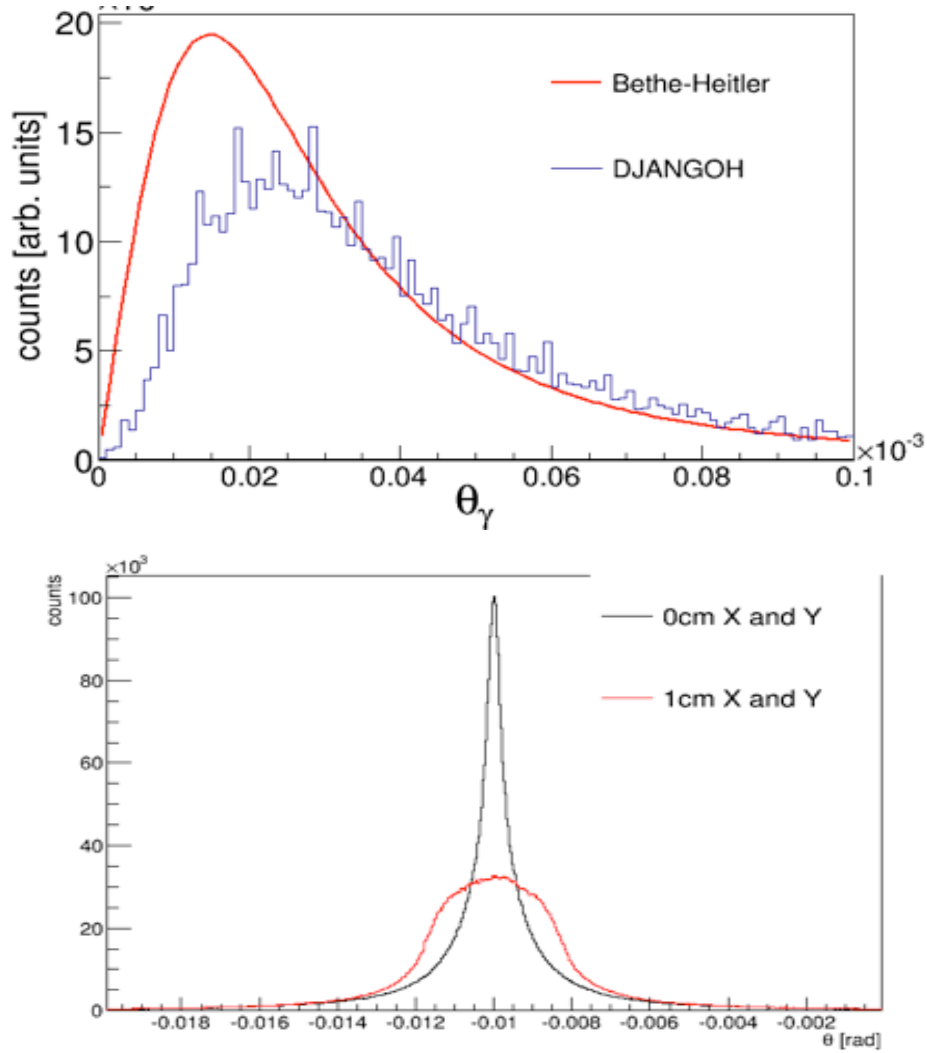 20
15
10
5
0
counts [arb. units]
Bethe-Heitler
DJANGOH
0 0.02 0.04 0.06 0.08 0.1
×10⁻³
θγ
×10³
counts
100
80
60
40
20
0
0cm X and Y
1cm X and Y
-0.018 -0.016 -0.014 -0.012 -0.01 -0.008 -0.006 -0.004 -0.002
θ [rad]